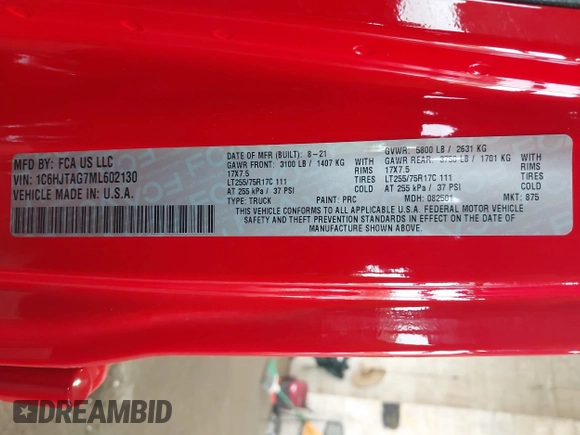 MFD BY: FCA US LLC
VIN: 1C6HJTAG7ML602130
VEHICLE MADE IN U.S.A.
DATE OF MFR (BUILT): 8-21
GAWR FRONT: 3100 LB / 1407 KG
17X7.5 RIMS
LT255/75R17C 111 TIRES
AT 255 kPa / 37 PSI COLD
TYPE: TRUCK PAINT: PRC
GVWR: 5800 LB / 2631 KG
GAWR REAR: 3750 LB / 1701 KG
17X7.5 RIMS
LT255/75R17C 111 TIRES
AT 255 kPa / 37 PSI COLD
MDH: 082501 MKT: 875
THIS VEHICLE CONFORMS TO ALL APPLICABLE U.S.A. FEDERAL MOTOR VEHICLE
SAFETY AND THEFT PREVENTION STANDARDS IN EFFECT ON THE DATE OF
MANUFACTURE SHOWN ABOVE.
DREAMBID